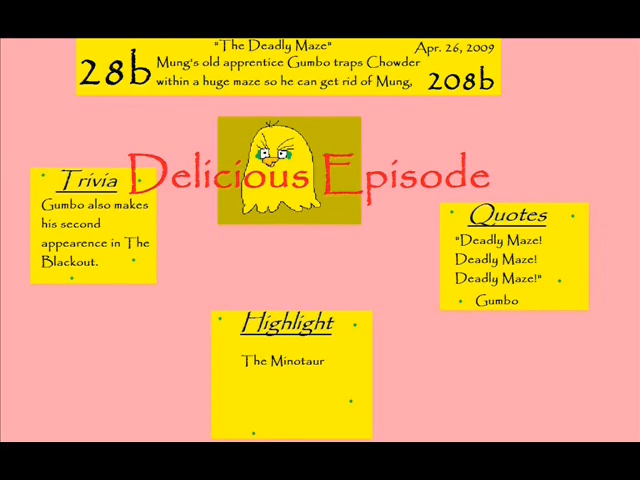 "The Deadly Maze"
Apr. 26, 2009
28b
Mung's old apprentice Gumbo traps Chowder
within a huge maze so he can get rid of Mung,
208b
Delicious Episode
Trivia
Gumbo also makes
his second
appearence in The
Blackout.
Quotes
"Deadly Maze!
Deadly Maze!
Deadly Maze!"
Gumbo
Highlight
The Minotaur